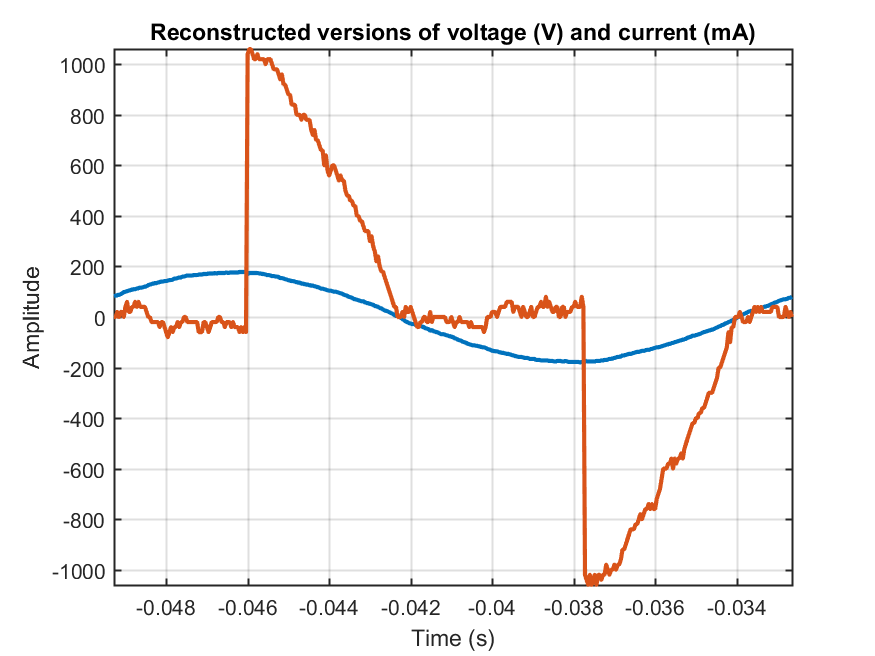 Reconstructed versions of voltage (V) and current (mA)
1000
800
600
400
200
0
-200
-400
-600
-800
-1000
Amplitude
-0.048 -0.046 -0.044 -0.042 -0.04 -0.038 -0.036 -0.034
Time (s)